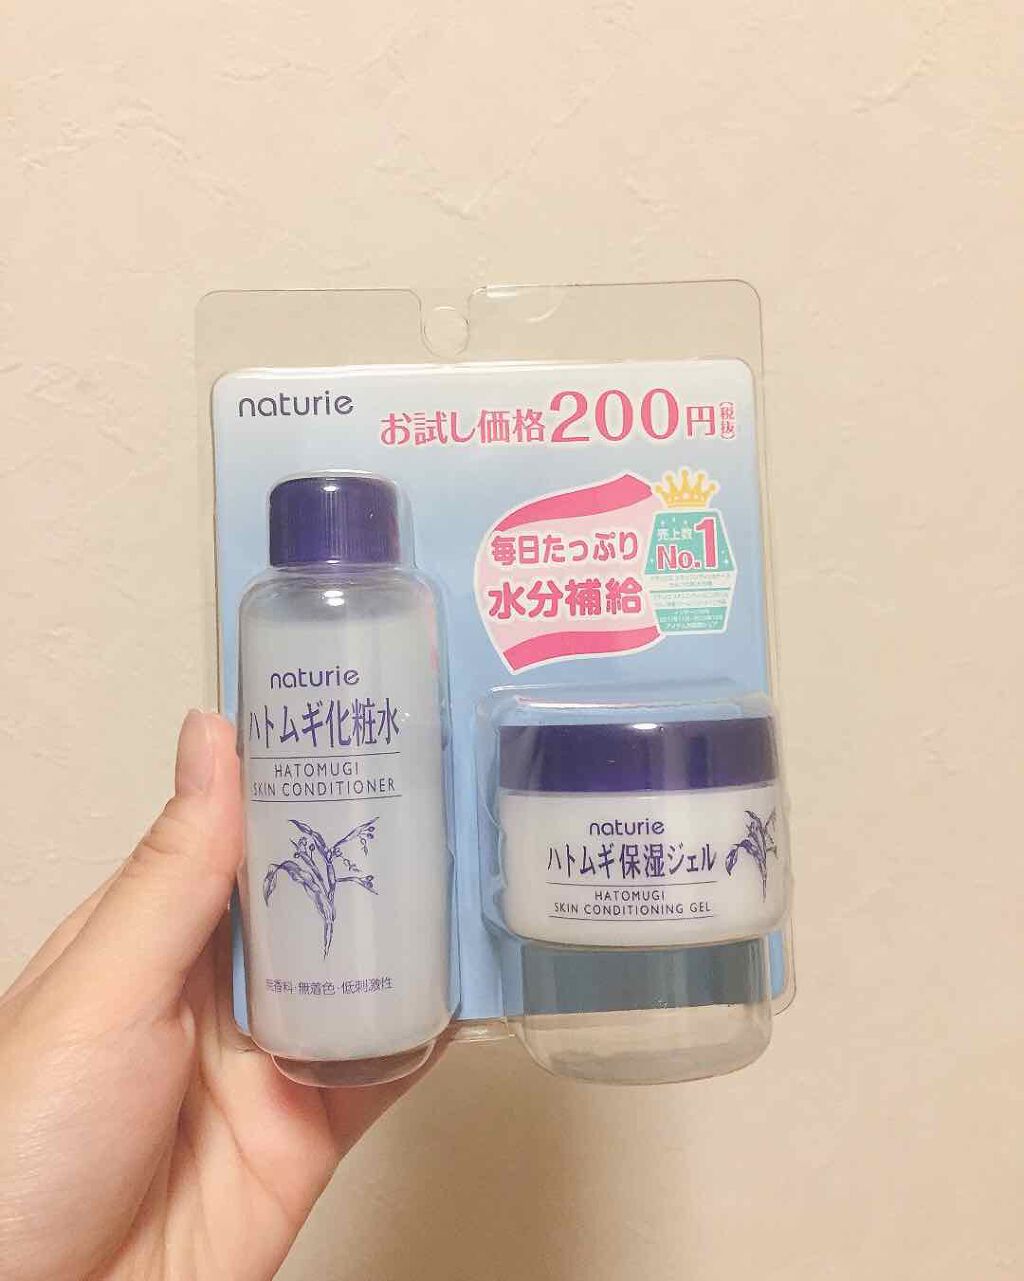 naturie
お試し価格200円(税抜)
毎日たっぷり
水分補給
売上数
No.1
naturie
ハトムギ化粧水
HATOMUGI
SKIN CONDITIONER
無香料・無着色・低刺激性
naturie
ハトムギ保湿ジェル
HATOMUGI
SKIN CONDITIONING GEL